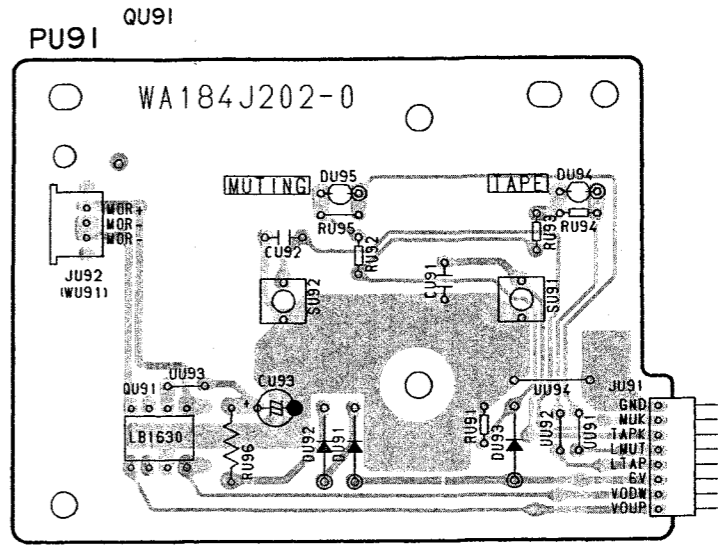 QU91
PU91
WA184J202-0
MUTING
DU95
TAPE
DU94
MOR+
MOR-
MOR-
RU95
RU93
RU94
CU92
RU92
JU92
(WU91)
SU92
CU91
SU91
QU91
UU93
CU93
+
LB1630
RU96
DU92
DU91
RU91
DU93
UU94
UU92
UU91
JU91
GND
MUK
TAPK
LMUT
LTAP
6V
VODW
VOUP